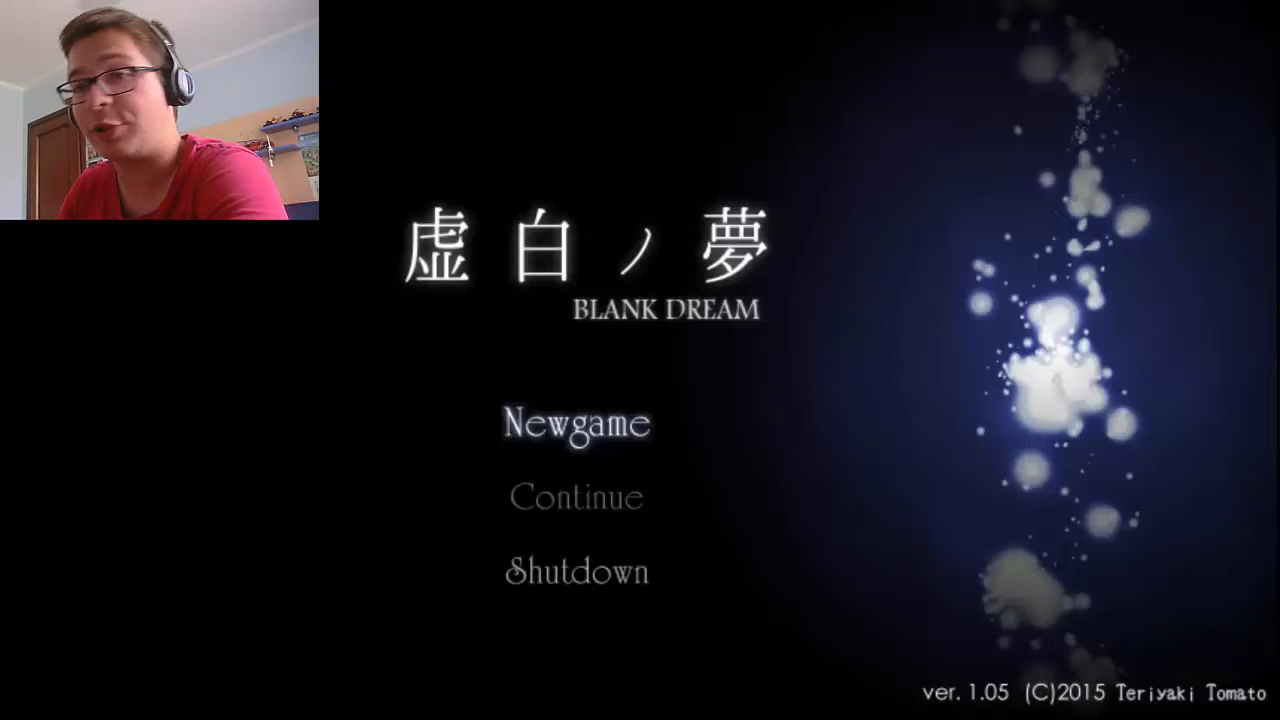 虚白ノ夢
BLANK DREAM
Newgame
Continue
Shutdown
ver. 1.05 (C)2015 Teriyaki Tomato